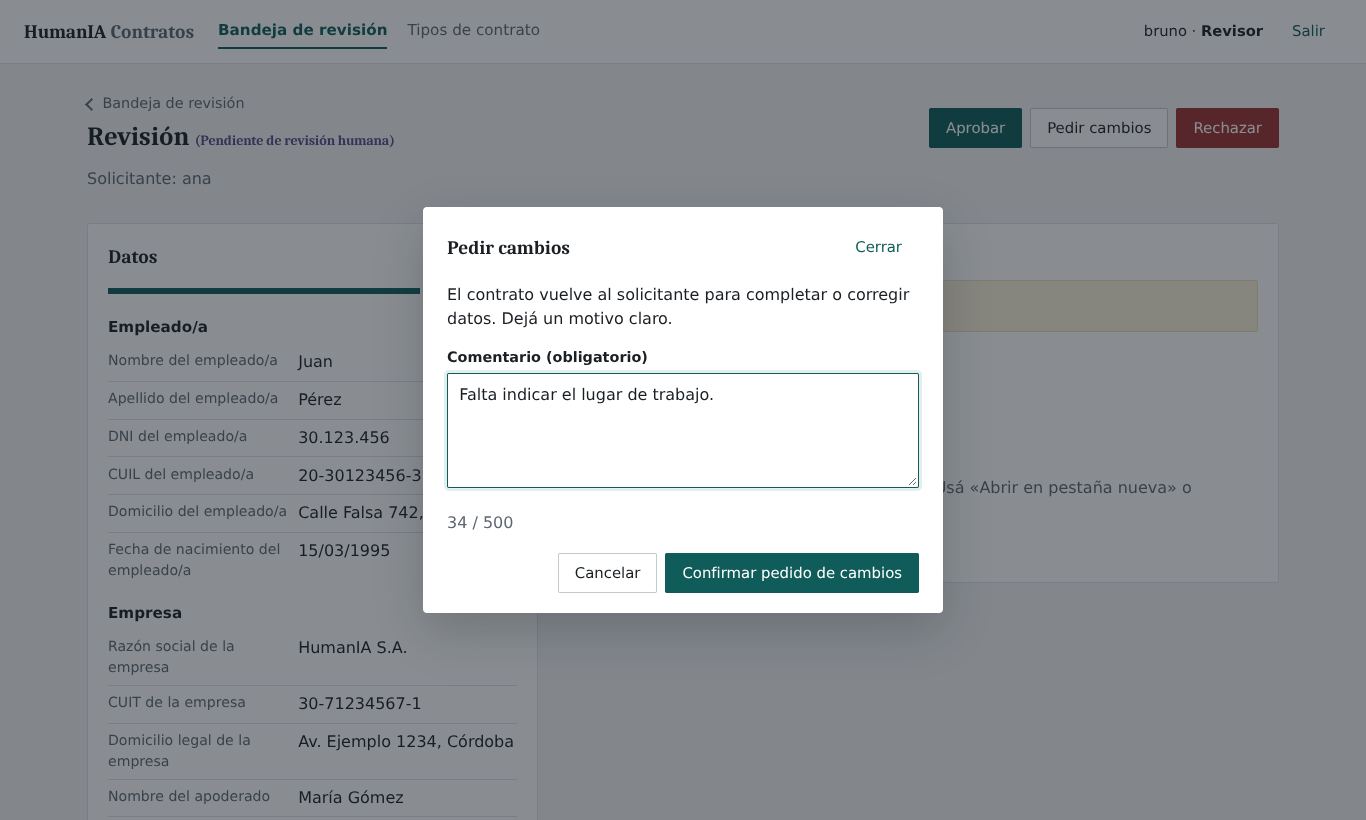 HumanIA Contratos
Bandeja de revisión
Tipos de contrato
bruno · Revisor
Salir
Bandeja de revisión
Revisión (Pendiente de revisión humana)
Solicitante: ana
Aprobar
Pedir cambios
Rechazar
Datos
Empleado/a
Nombre del empleado/a Juan
Apellido del empleado/a Pérez
DNI del empleado/a 30.123.456
CUIL del empleado/a 20-30123456-3
Domicilio del empleado/a Calle Falsa 742,
Fecha de nacimiento del 15/03/1995
empleado/a
Empresa
Razón social de la HumanIA S.A.
empresa
CUIT de la empresa 30-71234567-1
Domicilio legal de la Av. Ejemplo 1234, Córdoba
empresa
Nombre del apoderado María Gómez
Pedir cambios
Cerrar
El contrato vuelve al solicitante para completar o corregir
datos. Dejá un motivo claro.
Comentario (obligatorio)
Falta indicar el lugar de trabajo.
34 / 500
Cancelar
Confirmar pedido de cambios
Usá «Abrir en pestaña nueva» o